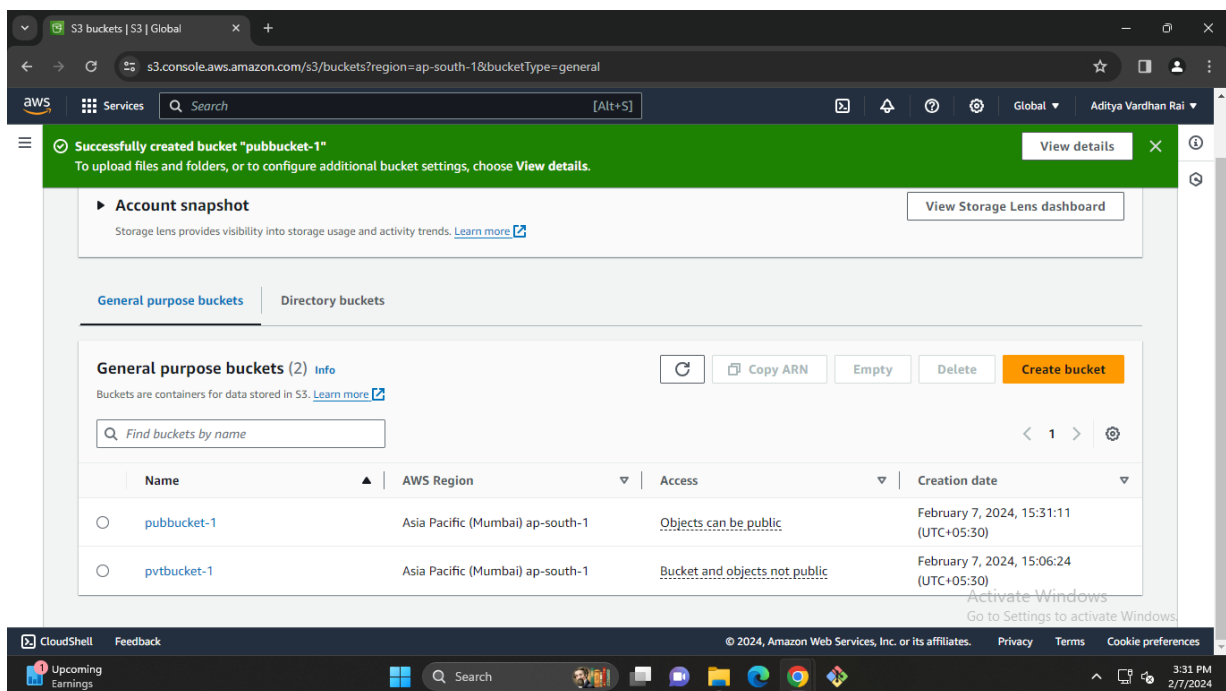 S3 buckets | S3 | Global
s3.console.aws.amazon.com/s3/buckets?region=ap-south-1&bucketType=general
aws Services Search [Alt+S] Global Aditya Vardhan Rai
Successfully created bucket "pubbucket-1"
To upload files and folders, or to configure additional bucket settings, choose View details.
View details
Account snapshot
View Storage Lens dashboard
Storage lens provides visibility into storage usage and activity trends. Learn more
General purpose buckets Directory buckets
General purpose buckets (2) Info
Copy ARN Empty Delete Create bucket
Buckets are containers for data stored in S3. Learn more
Find buckets by name
1
Name AWS Region Access Creation date
pubbucket-1 Asia Pacific (Mumbai) ap-south-1 Objects can be public February 7, 2024, 15:31:11
(UTC+05:30)
pvtbucket-1 Asia Pacific (Mumbai) ap-south-1 Bucket and objects not public February 7, 2024, 15:06:24
(UTC+05:30)
Activate Windows
Go to Settings to activate Windows.
CloudShell Feedback © 2024, Amazon Web Services, Inc. or its affiliates. Privacy Terms Cookie preferences
1 Upcoming
Earnings
Search
3:31 PM
2/7/2024